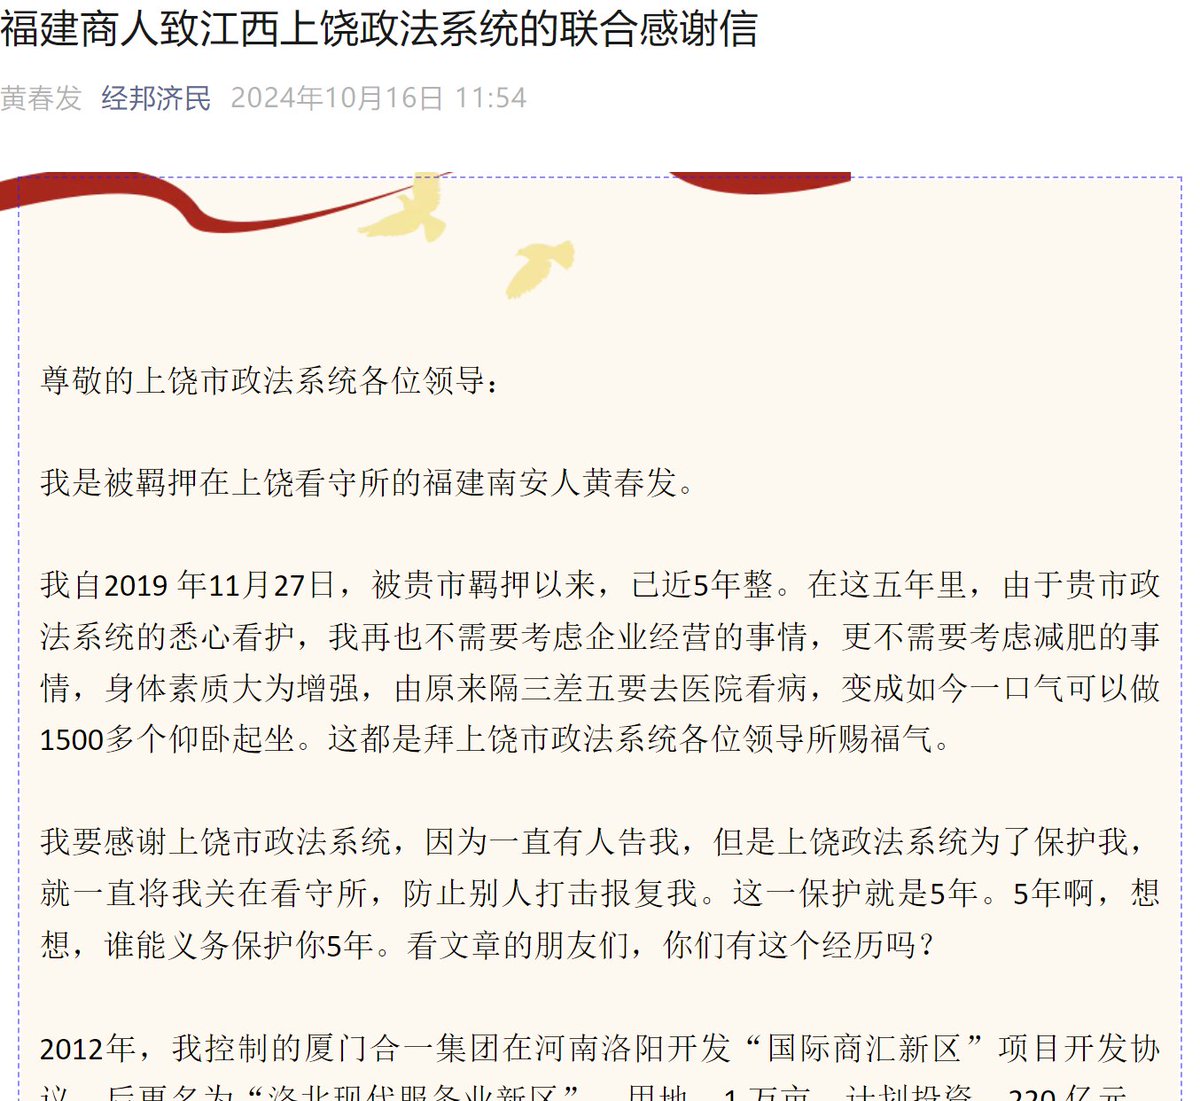 福建商人致江西上饶政法系统的联合感谢信
黄春发 经邦济民 2024年10月16日 11:54
尊敬的上饶市政法系统各位领导：
我是被羁押在上饶看守所的福建南安人黄春发。
我自2019 年11月27日，被贵市羁押以来，已近5年整。在这五年里，由于贵市政
法系统的悉心看护，我再也不需要考虑企业经营的事情，更不需要考虑减肥的事
情，身体素质大为增强，由原来隔三差五要去医院看病，变成如今一口气可以做
1500多个仰卧起坐。这都是拜上饶市政法系统各位领导所赐福气。
我要感谢上饶市政法系统，因为一直有人告我，但是上饶政法系统为了保护我，
就一直将我关在看守所，防止别人打击报复我。这一保护就是5年。5年啊，想
想，谁能义务保护你5年。看文章的朋友们，你们有这个经历吗？
2012年，我控制的厦门合一集团在河南洛阳开发“国际商汇新区”项目开发协
议，后更名为“洛北现代服务业新区”，用地 1 万亩，计划投资 220 亿元